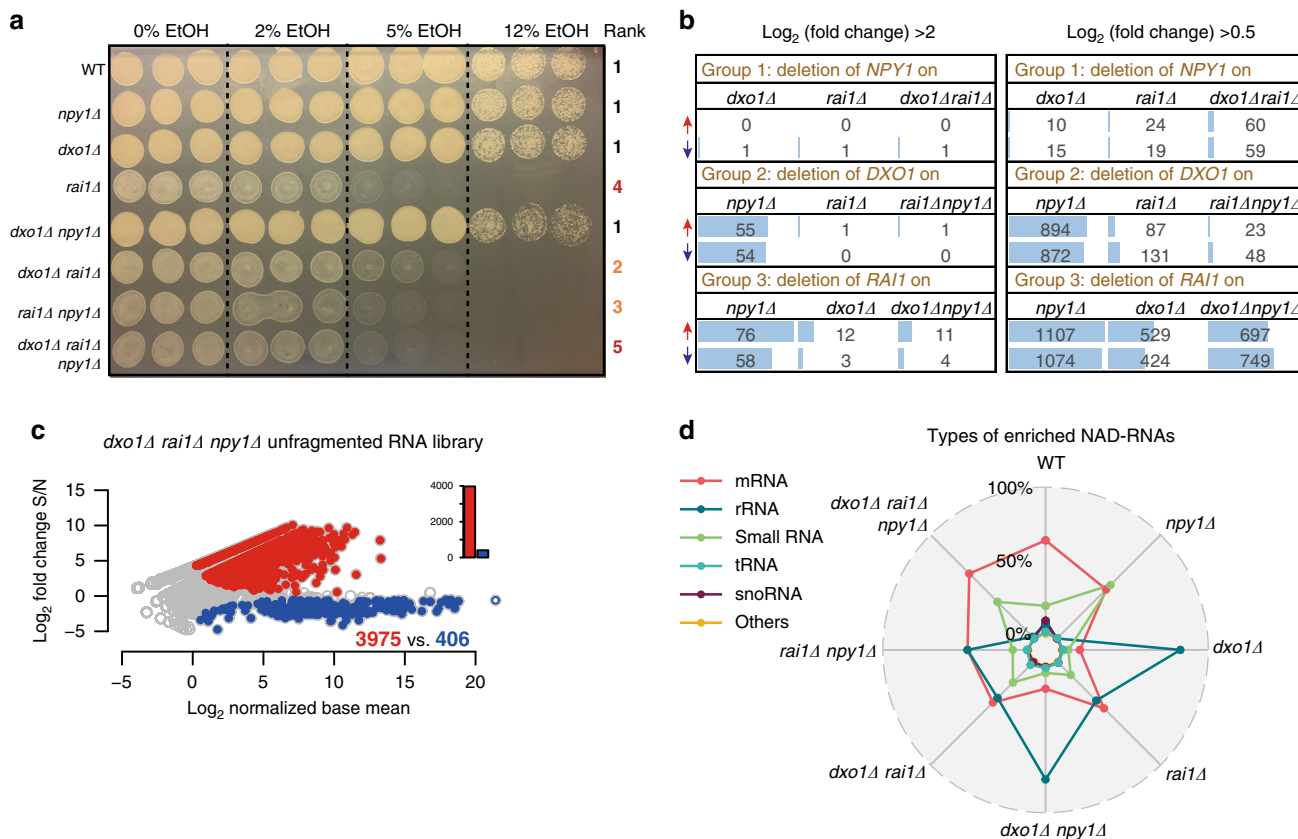 a
0% EtOH 2% EtOH 5% EtOH 12% EtOH Rank
WT 1
npy1Δ 1
dxo1Δ 1
rai1Δ 4
dxo1Δ npy1Δ 1
dxo1Δ rai1Δ 2
rai1Δ npy1Δ 3
dxo1Δ rai1Δ
npy1Δ 5
b
Log2 (fold change) >2
Group 1: deletion of NPY1 on
dxo1Δ rai1Δ dxo1Δrai1Δ
0 0 0
1 1 1
Group 2: deletion of DXO1 on
npy1Δ rai1Δ rai1Δnpy1Δ
55 1 1
54 0 0
Group 3: deletion of RAI1 on
npy1Δ dxo1Δ dxo1Δnpy1Δ
76 12 11
58 3 4
Log2 (fold change) >0.5
Group 1: deletion of NPY1 on
dxo1Δ rai1Δ dxo1Δrai1Δ
10 24 60
15 19 59
Group 2: deletion of DXO1 on
npy1Δ rai1Δ rai1Δnpy1Δ
894 87 23
872 131 48
Group 3: deletion of RAI1 on
npy1Δ dxo1Δ dxo1Δnpy1Δ
1107 529 697
1074 424 749
c
dxo1Δ rai1Δ npy1Δ unfragmented RNA library
Log2 fold change S/N
15
10
5
0
−5
4000
2000
0
3975 vs. 406
−5 0 5 10 15 20
Log2 normalized base mean
d
Types of enriched NAD-RNAs
mRNA
rRNA
Small RNA
tRNA
snoRNA
Others
WT
100%
50%
0%
npy1Δ
dxo1Δ
rai1Δ
dxo1Δ npy1Δ
dxo1Δ rai1Δ
rai1Δ npy1Δ
dxo1Δ rai1Δ
npy1Δ